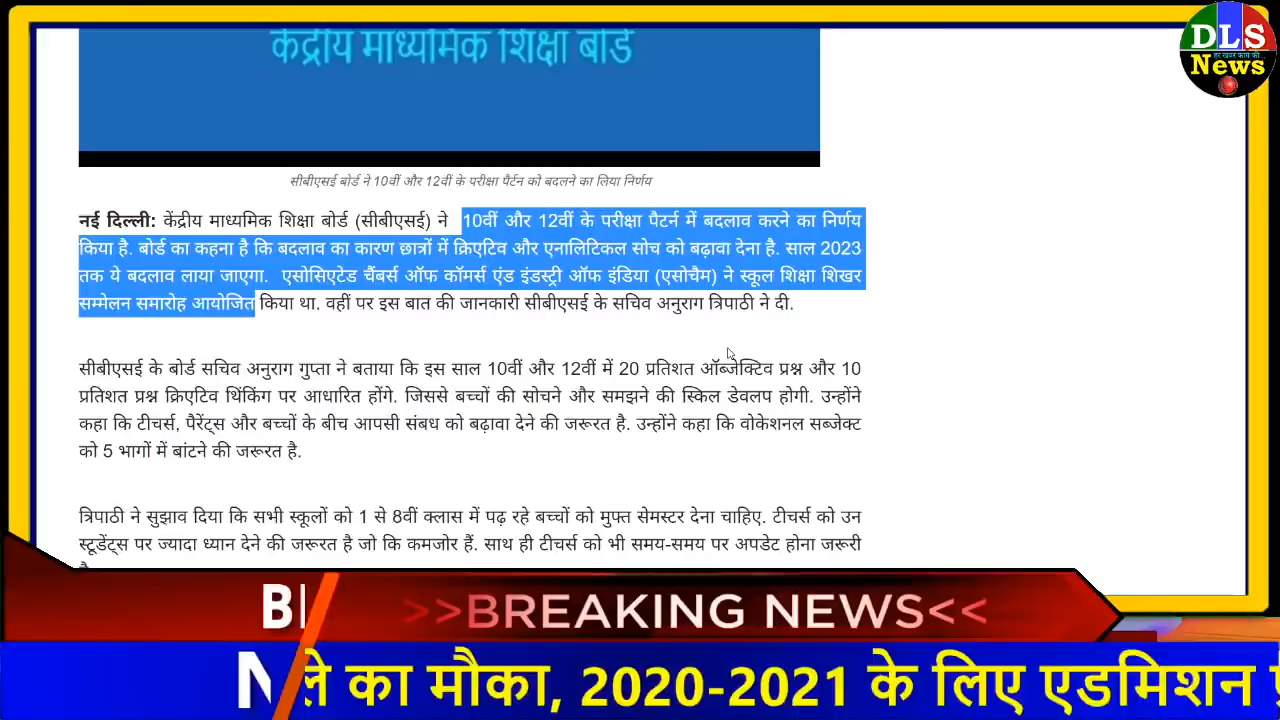 केंद्रीय माध्यमिक शिक्षा बोर्ड
DLS
हर खबर काम की...
News
सीबीएसई बोर्ड ने 10वीं और 12वीं के परीक्षा पैर्टन को बदलने का लिया निर्णय
नई दिल्ली: केंद्रीय माध्यमिक शिक्षा बोर्ड (सीबीएसई) ने 10वीं और 12वीं के परीक्षा पैटर्न में बदलाव करने का निर्णय
किया है. बोर्ड का कहना है कि बदलाव का कारण छात्रों में क्रिएटिव और एनालिटिकल सोच को बढ़ावा देना है. साल 2023
तक ये बदलाव लाया जाएगा. एसोसिएटेड चैंबर्स ऑफ कॉमर्स एंड इंडस्ट्री ऑफ इंडिया (एसोचैम) ने स्कूल शिक्षा शिखर
सम्मेलन समारोह आयोजित किया था. वहीं पर इस बात की जानकारी सीबीएसई के सचिव अनुराग त्रिपाठी ने दी.
सीबीएसई के बोर्ड सचिव अनुराग गुप्ता ने बताया कि इस साल 10वीं और 12वीं में 20 प्रतिशत ऑब्जेक्टिव प्रश्न और 10
प्रतिशत प्रश्न क्रिएटिव थिंकिंग पर आधारित होंगे. जिससे बच्चों की सोचने और समझने की स्किल डेवलप होगी. उन्होंने
कहा कि टीचर्स, पैरेंट्स और बच्चों के बीच आपसी संबध को बढ़ावा देने की जरूरत है. उन्होंने कहा कि वोकेशनल सब्जेक्ट
को 5 भागों में बांटने की जरूरत है.
त्रिपाठी ने सुझाव दिया कि सभी स्कूलों को 1 से 8वीं क्लास में पढ़ रहे बच्चों को मुफ्त सेमस्टर देना चाहिए. टीचर्स को उन
स्टूडेंट्स पर ज्यादा ध्यान देने की जरूरत है जो कि कमजोर हैं. साथ ही टीचर्स को भी समय-समय पर अपडेट होना जरूरी
>>BREAKING NEWS<<
का मौका, 2020-2021 के लिए एडमिशन